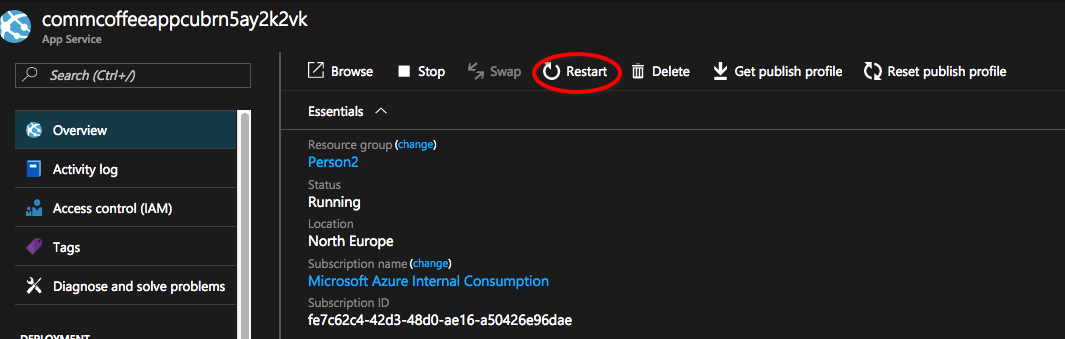 commcoffeeappcubrn5ay2k2vk
App Service
Search (Ctrl+/)
Overview
Activity log
Access control (IAM)
Tags
Diagnose and solve problems
DEPLOYMENT
Browse Stop Swap Restart Delete Get publish profile Reset publish profile
Essentials
Resource group (change)
Person2
Status
Running
Location
North Europe
Subscription name (change)
Microsoft Azure Internal Consumption
Subscription ID
fe7c62c4-42d3-48d0-ae16-a50426e96dae